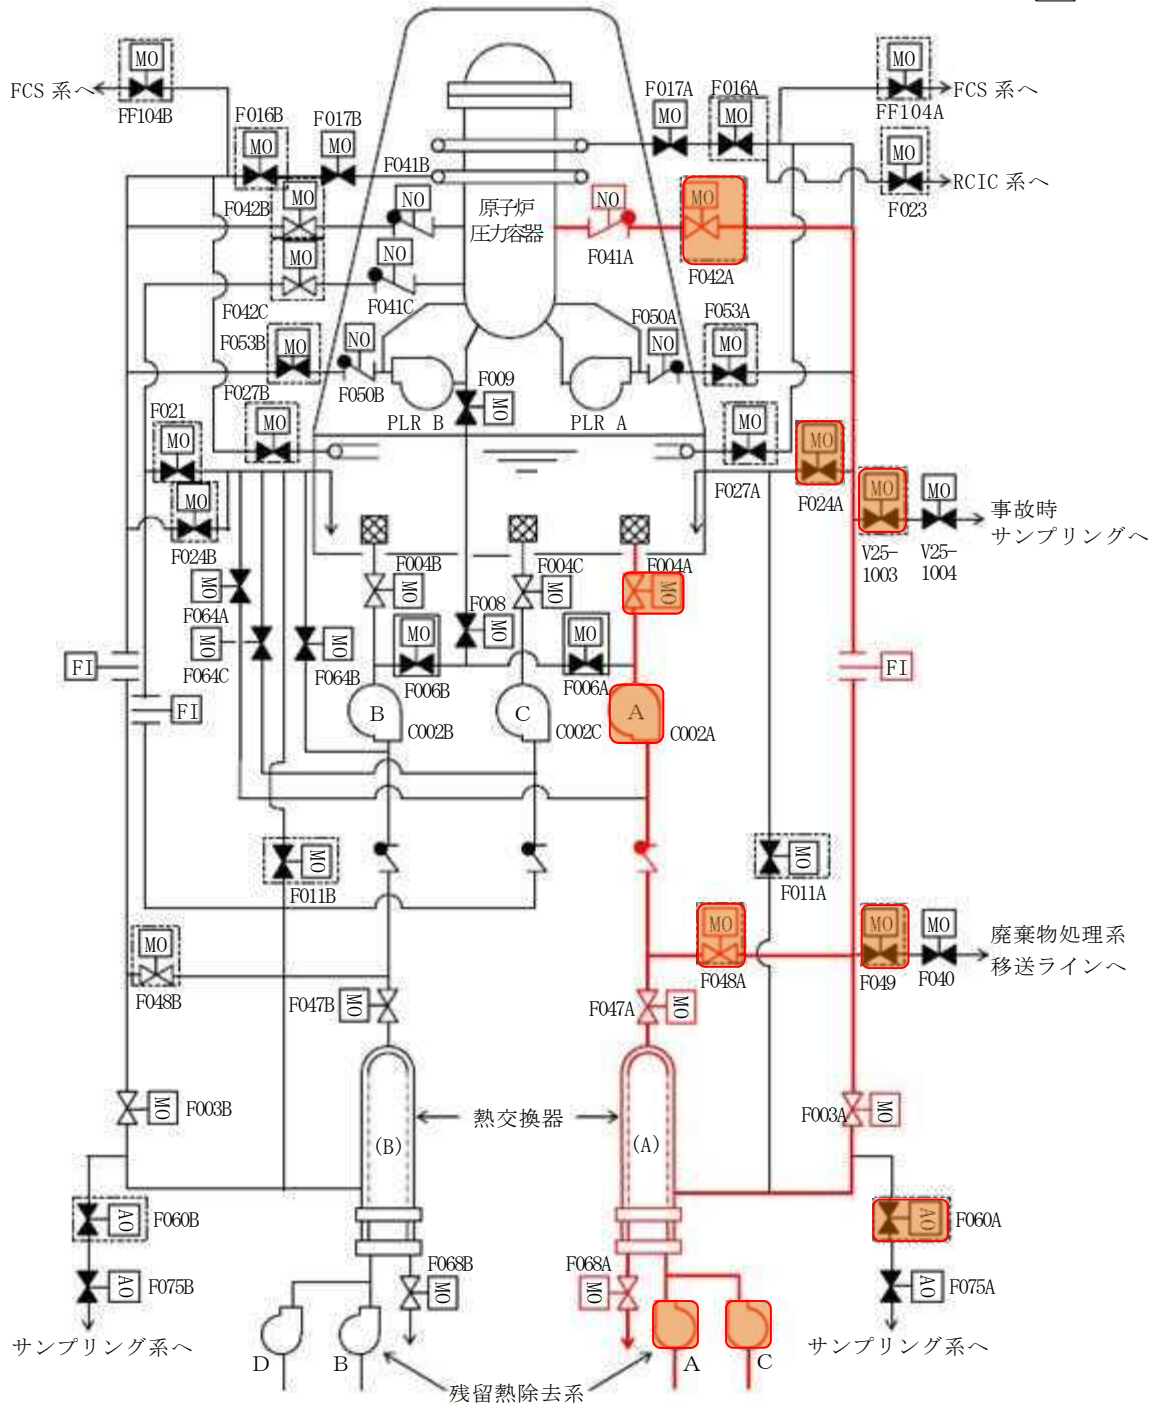 MO
MO
FCS 系へ
FCS 系へ
FF104B
FF104A
F016B
F017B
F017A
F016A
MO
MO
MO
MO
MO
F041B
RCIC 系へ
F023
F042B
MO
NO
原子炉
圧力容器
NO
MO
F041A
F042A
MO
NO
F042C
F041C
F053B
MO
NO
F050B
F050A
NO
F053A
MO
F027B
F009
MO
PLR B
PLR A
F021
MO
MO
MO
F027A
MO
F024A
MO
F024B
MO
V25-
1003
MO
V25-
1004
事故時
サンプリングへ
F004B
MO
F004C
MO
F004A
MO
MO
F064A
MO
F064C
MO
F064B
F008
MO
MO
F006B
MO
F006A
FI
FI
FI
B
C002B
C
C002C
A
C002A
MO
F011B
MO
F011A
MO
F048B
MO
F048A
MO
F049
MO
F040
廃棄物処理系
移送ラインへ
F047B
MO
F047A
MO
MO
F003B
熱交換器
F003A
MO
(B)
(A)
AO
F060B
AO
F060A
AO
F075B
F068B
MO
F068A
MO
AO
F075A
サンプリング系へ
サンプリング系へ
D
B
A
C
残留熱除去系